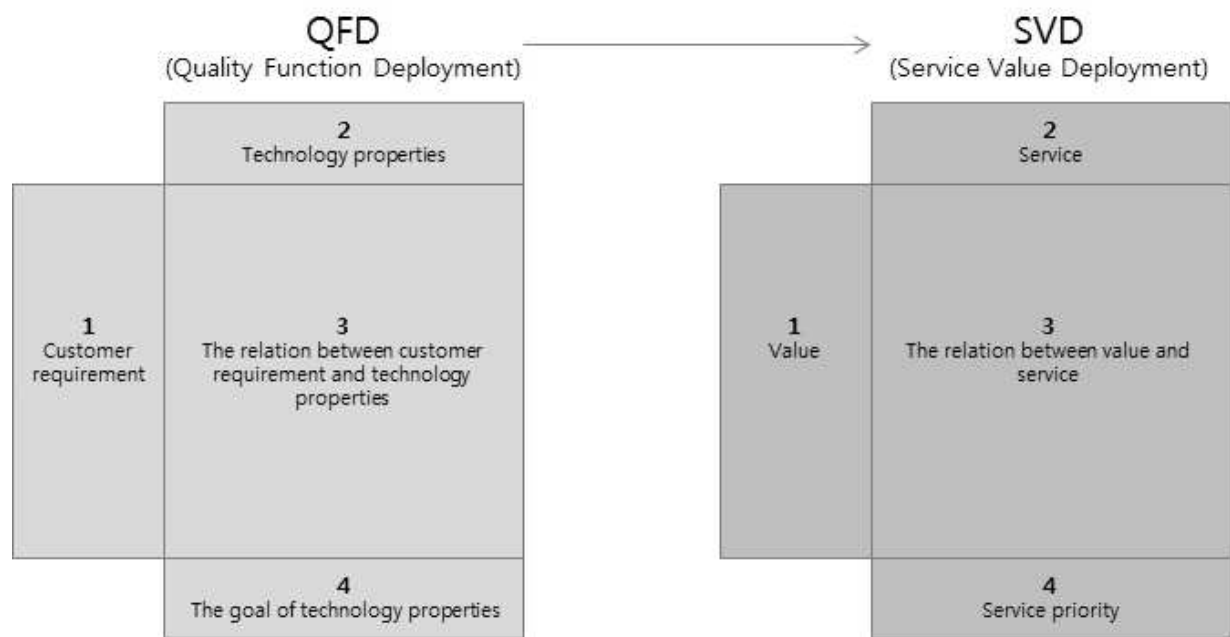 QFD
(Quality Function Deployment)
2
Technology properties
1
Customer
requirement
3
The relation between customer
requirement and technology
properties
4
The goal of technology properties
SVD
(Service Value Deployment)
2
Service
1
Value
3
The relation between value and
service
4
Service priority